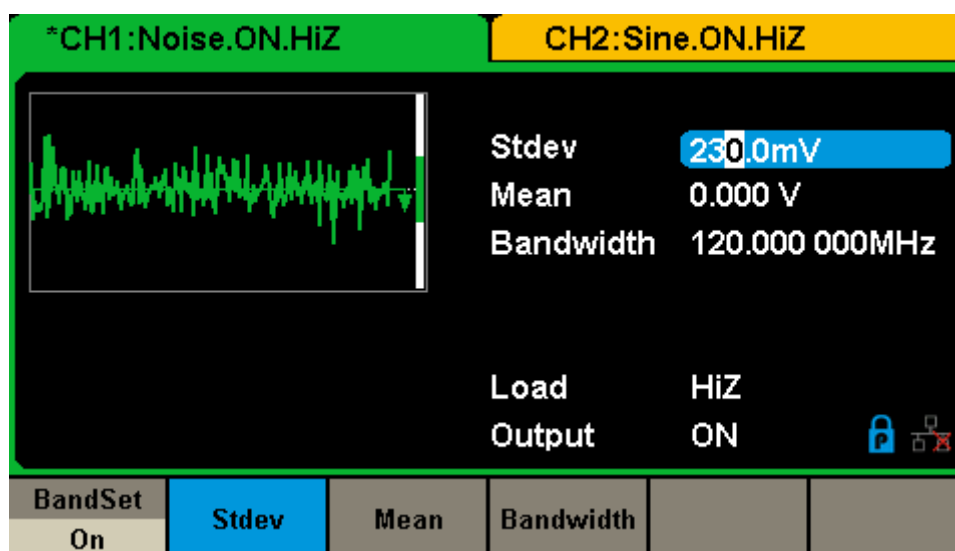 *CH1:Noise.ON.HiZ
CH2:Sine.ON.HiZ
Stdev 230.0mV
Mean 0.000 V
Bandwidth 120.000 000MHz
Load HiZ
Output ON
P
BandSet
On
Stdev
Mean
Bandwidth